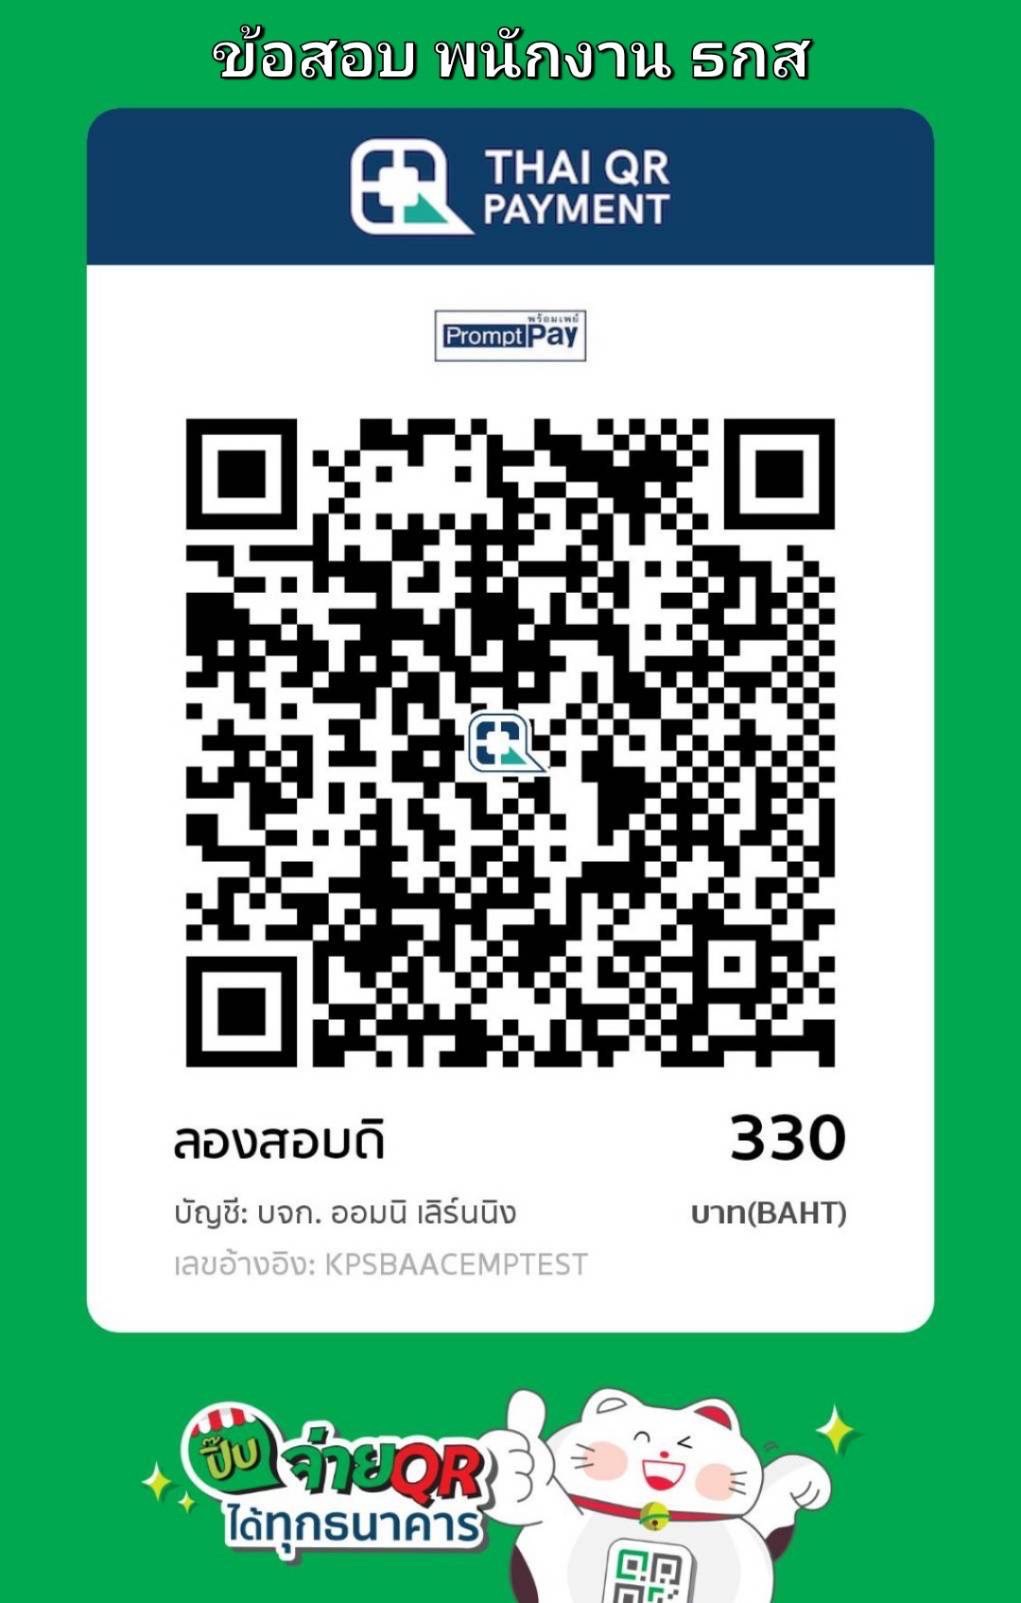 ข้อสอบ พนักงาน ธกส
THAI QR
PAYMENT
พร้อมเพย์
PromptPay
ลองสอบดิ
330
บัญชี: บจก. ออมนิ เลิร์นนิง
บาท(BAHT)
เลขอ้างอิง: KPSBAACEMPTEST
ปิ๊บ
จ่ายQR
ได้ทุกธนาคาร